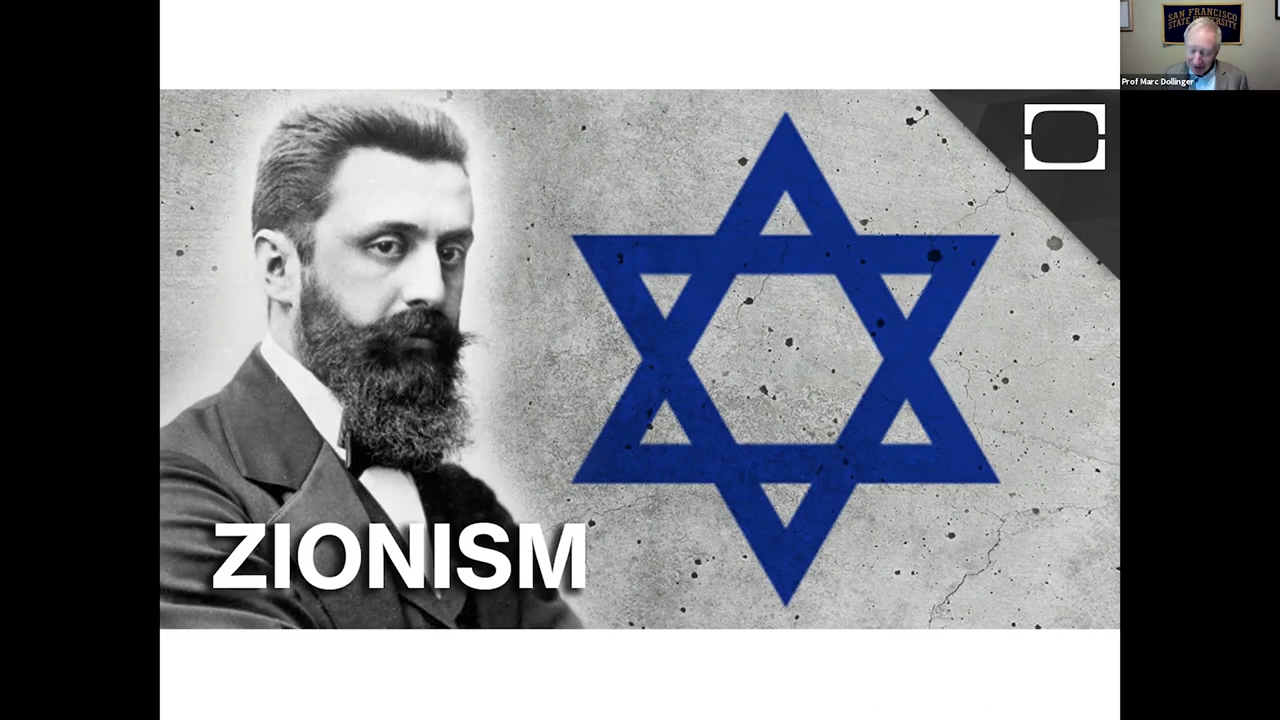 ZIONISM
SAN FRANCISCO
STATE UNIVERSITY
Prof Marc Dollinger